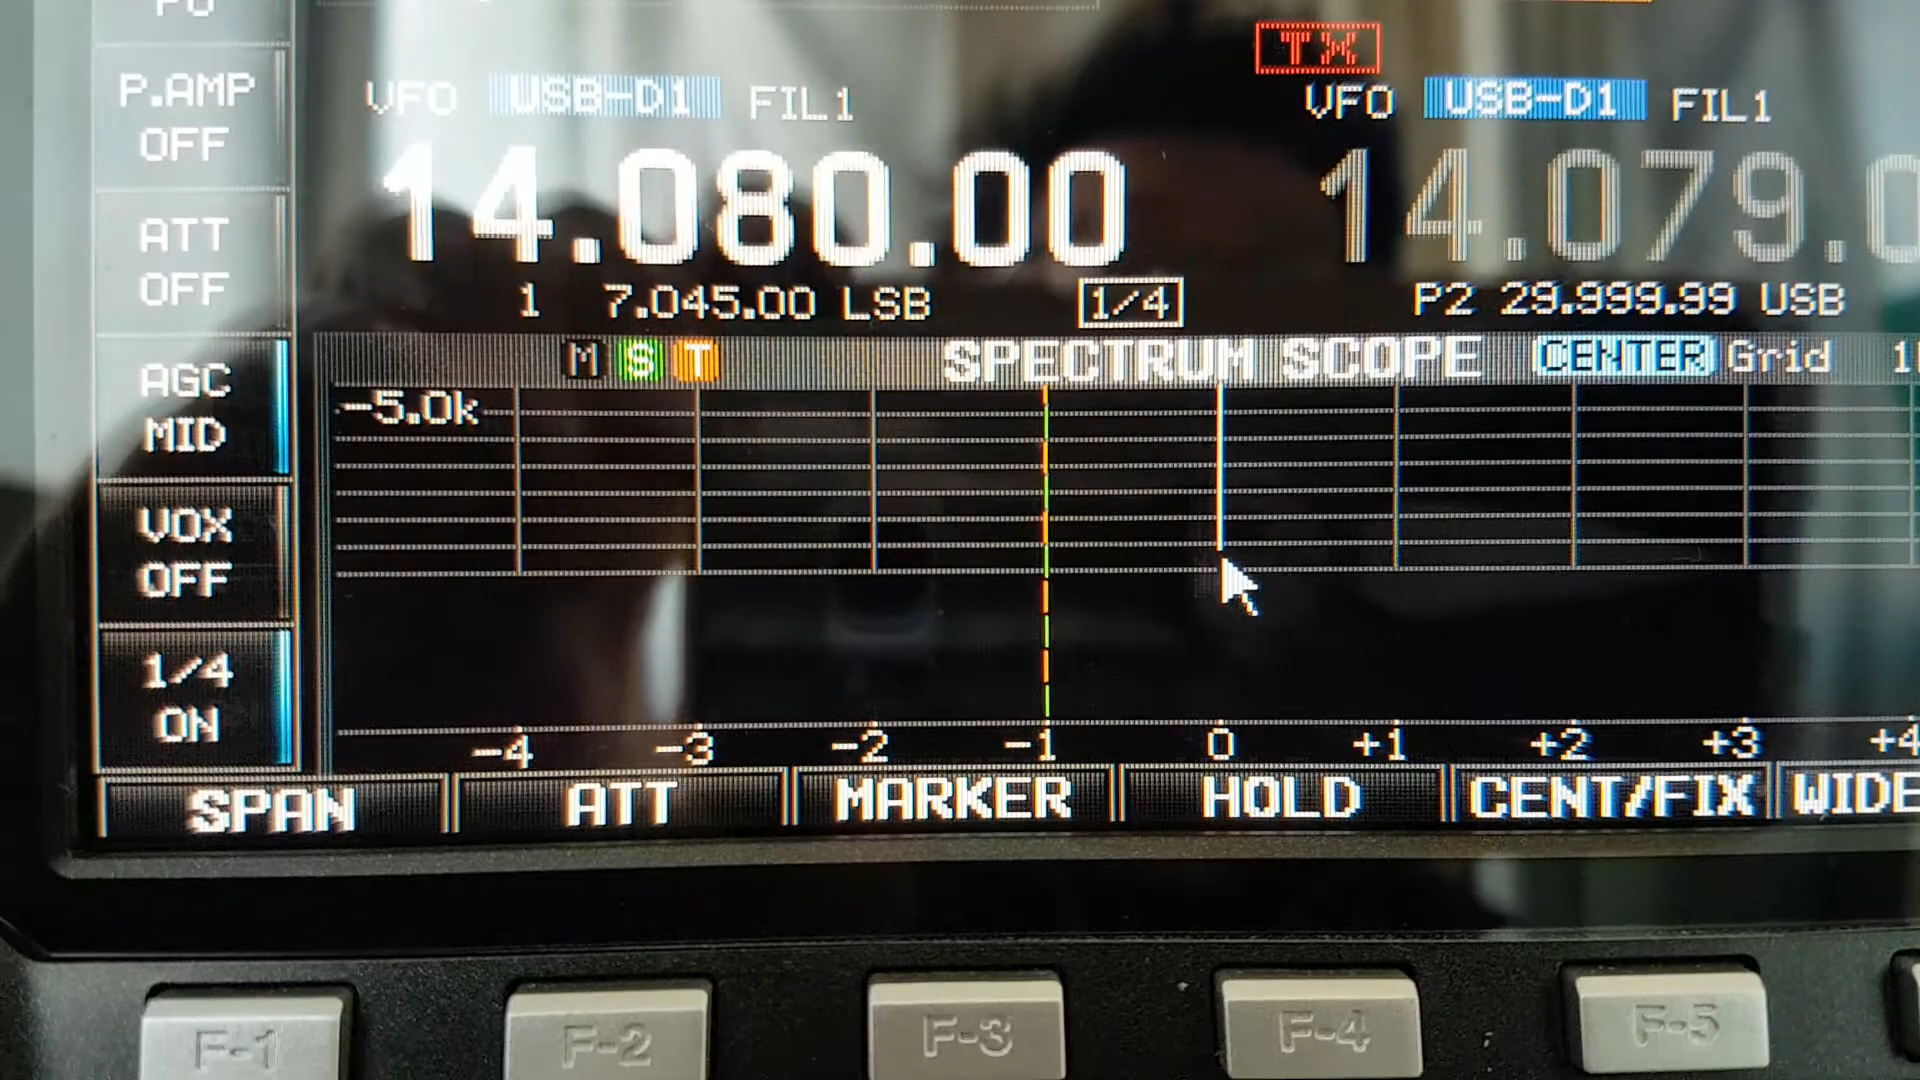 P.AMP
OFF
ATT
OFF
AGC
MID
VOX
OFF
1/4
ON
VFO USB-D1 FIL1
14.080.00
1 7.045.00 LSB 1/4
TX
VFO USB-D1 FIL1
14.079.
P2 29.999.99 USB
M S T SPECTRUM SCOPE CENTER Grid
-5.0k
-4 -3 -2 -1 0 +1 +2 +3 +4
SPAN ATT MARKER HOLD CENT/FIX WIDE
F-1 F-2 F-3 F-4 F-5